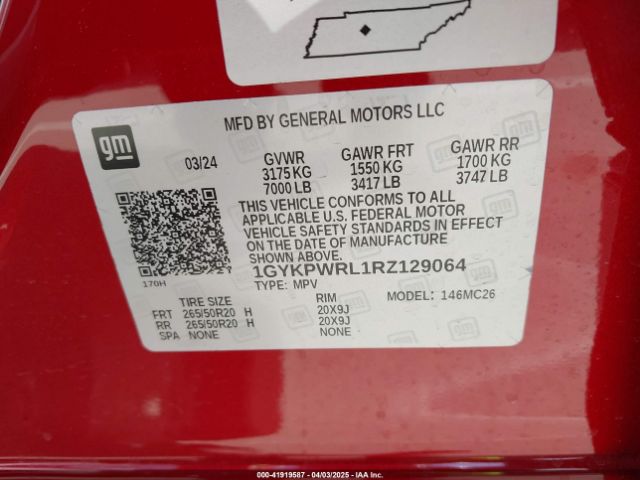 MFD BY GENERAL MOTORS LLC
gm
03/24 GVWR GAWR FRT GAWR RR
3175 KG 1550 KG 1700 KG
7000 LB 3417 LB 3747 LB
THIS VEHICLE CONFORMS TO ALL
APPLICABLE U.S. FEDERAL MOTOR
VEHICLE SAFETY STANDARDS IN EFFECT
ON THE DATE OF MANUFACTURE
SHOWN ABOVE.
1GYKPWRL1RZ129064
170H
TYPE: MPV MODEL: 146MC26
TIRE SIZE RIM
FRT 265/50R20 H 20X9J
RR 265/50R20 H 20X9J
SPA NONE NONE
000-41919587 - 04/03/2025 - IAA Inc. Copyright